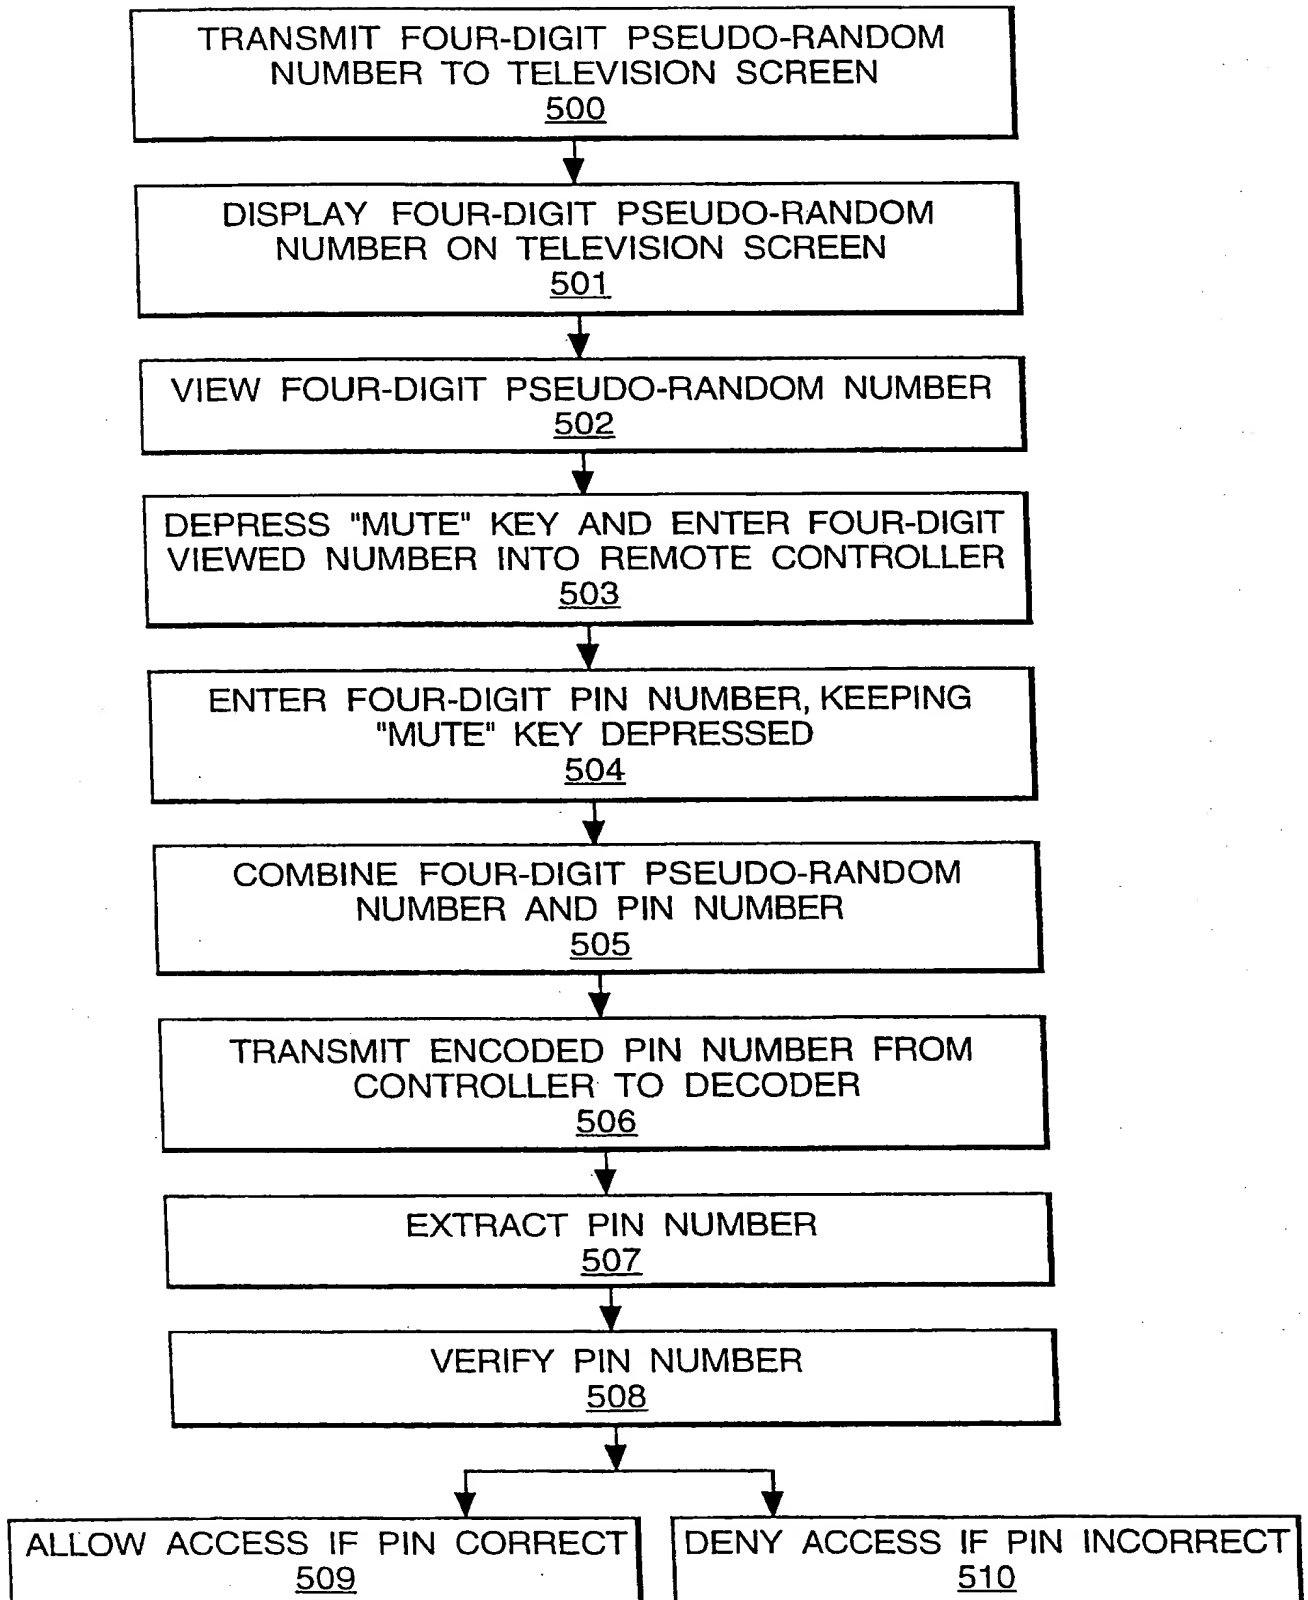 TRANSMIT FOUR-DIGIT PSEUDO-RANDOM
NUMBER TO TELEVISION SCREEN
500
DISPLAY FOUR-DIGIT PSEUDO-RANDOM
NUMBER ON TELEVISION SCREEN
501
VIEW FOUR-DIGIT PSEUDO-RANDOM NUMBER
502
DEPRESS "MUTE" KEY AND ENTER FOUR-DIGIT
VIEWED NUMBER INTO REMOTE CONTROLLER
503
ENTER FOUR-DIGIT PIN NUMBER, KEEPING
"MUTE" KEY DEPRESSED
504
COMBINE FOUR-DIGIT PSEUDO-RANDOM
NUMBER AND PIN NUMBER
505
TRANSMIT ENCODED PIN NUMBER FROM
CONTROLLER TO DECODER
506
EXTRACT PIN NUMBER
507
VERIFY PIN NUMBER
508
ALLOW ACCESS IF PIN CORRECT
509
DENY ACCESS IF PIN INCORRECT
510